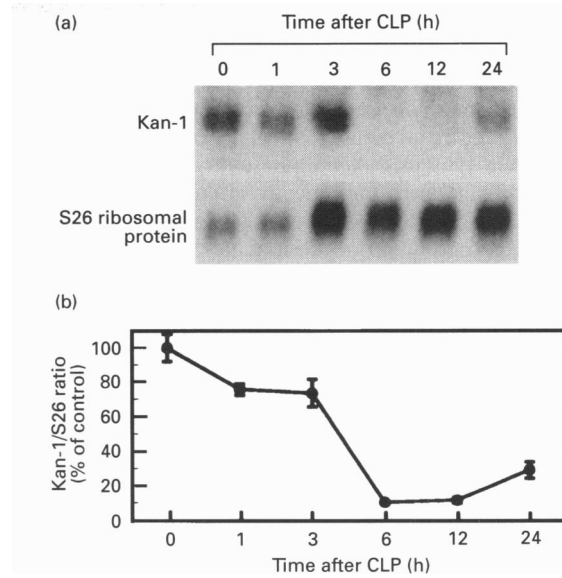 (a)
Time after CLP (h)
0 1 3 6 12 24
Kan-1
S26 ribosomal
protein
(b)
Kan-1/S26 ratio
(% of control)
100
80
60
40
20
0
0 1 3 6 12 24
Time after CLP (h)